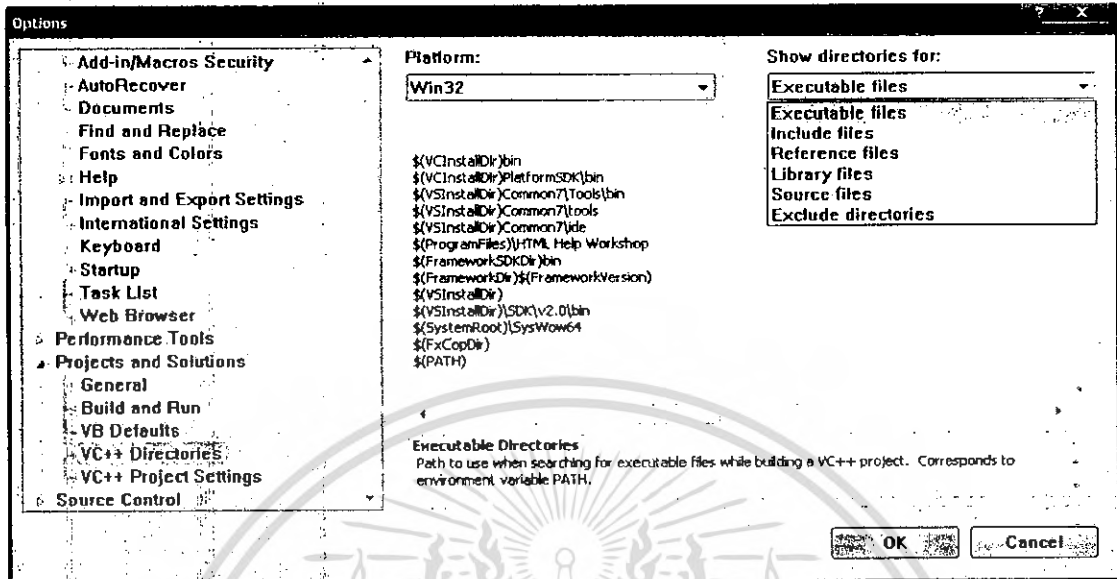 Options
? X
Add-in/Macros Security
AutoRecover
Documents
Find and Replace
Fonts and Colors
Help
Import and Export Settings
International Settings
Keyboard
Startup
Task List
Web Browser
Performance Tools
Projects and Solutions
General
Build and Run
VB Defaults
VC++ Directories
VC++ Project Settings
Source Control
Platform:
Win32
Show directories for:
Executable files
Executable files
Include files
Reference files
Library files
Source files
Exclude directories
$(VCInstallDir)bin
$(VCInstallDir)PlatformSDK\bin
$(VSInstallDir)Common7\Tools\bin
$(VSInstallDir)Common7\tools
$(VSInstallDir)Common7\ide
$(ProgramFiles)\HTML Help Workshop
$(FrameworkSDKDir)bin
$(FrameworkDir)$(FrameworkVersion)
$(VSInstallDir)
$(VSInstallDir)\SDK\v2.0\bin
$(SystemRoot)\SysWow64
$(FxCopDir)
$(PATH)
Executable Directories
Path to use when searching for executable files while building a VC++ project. Corresponds to
environment variable PATH.
OK
Cancel